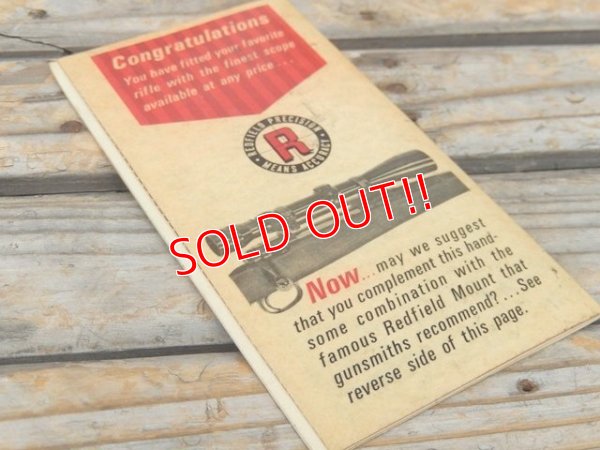 Congratulations
You have fitted your favorite
rifle with the finest scope
available at any price...
REDFIELD PRECISION
R
MEANS ACCURACY
SOLD OUT!!
Now...may we suggest
that you complement this hand-
some combination with the
famous Redfield Mount that
gunsmiths recommend?...See
reverse side of this page.